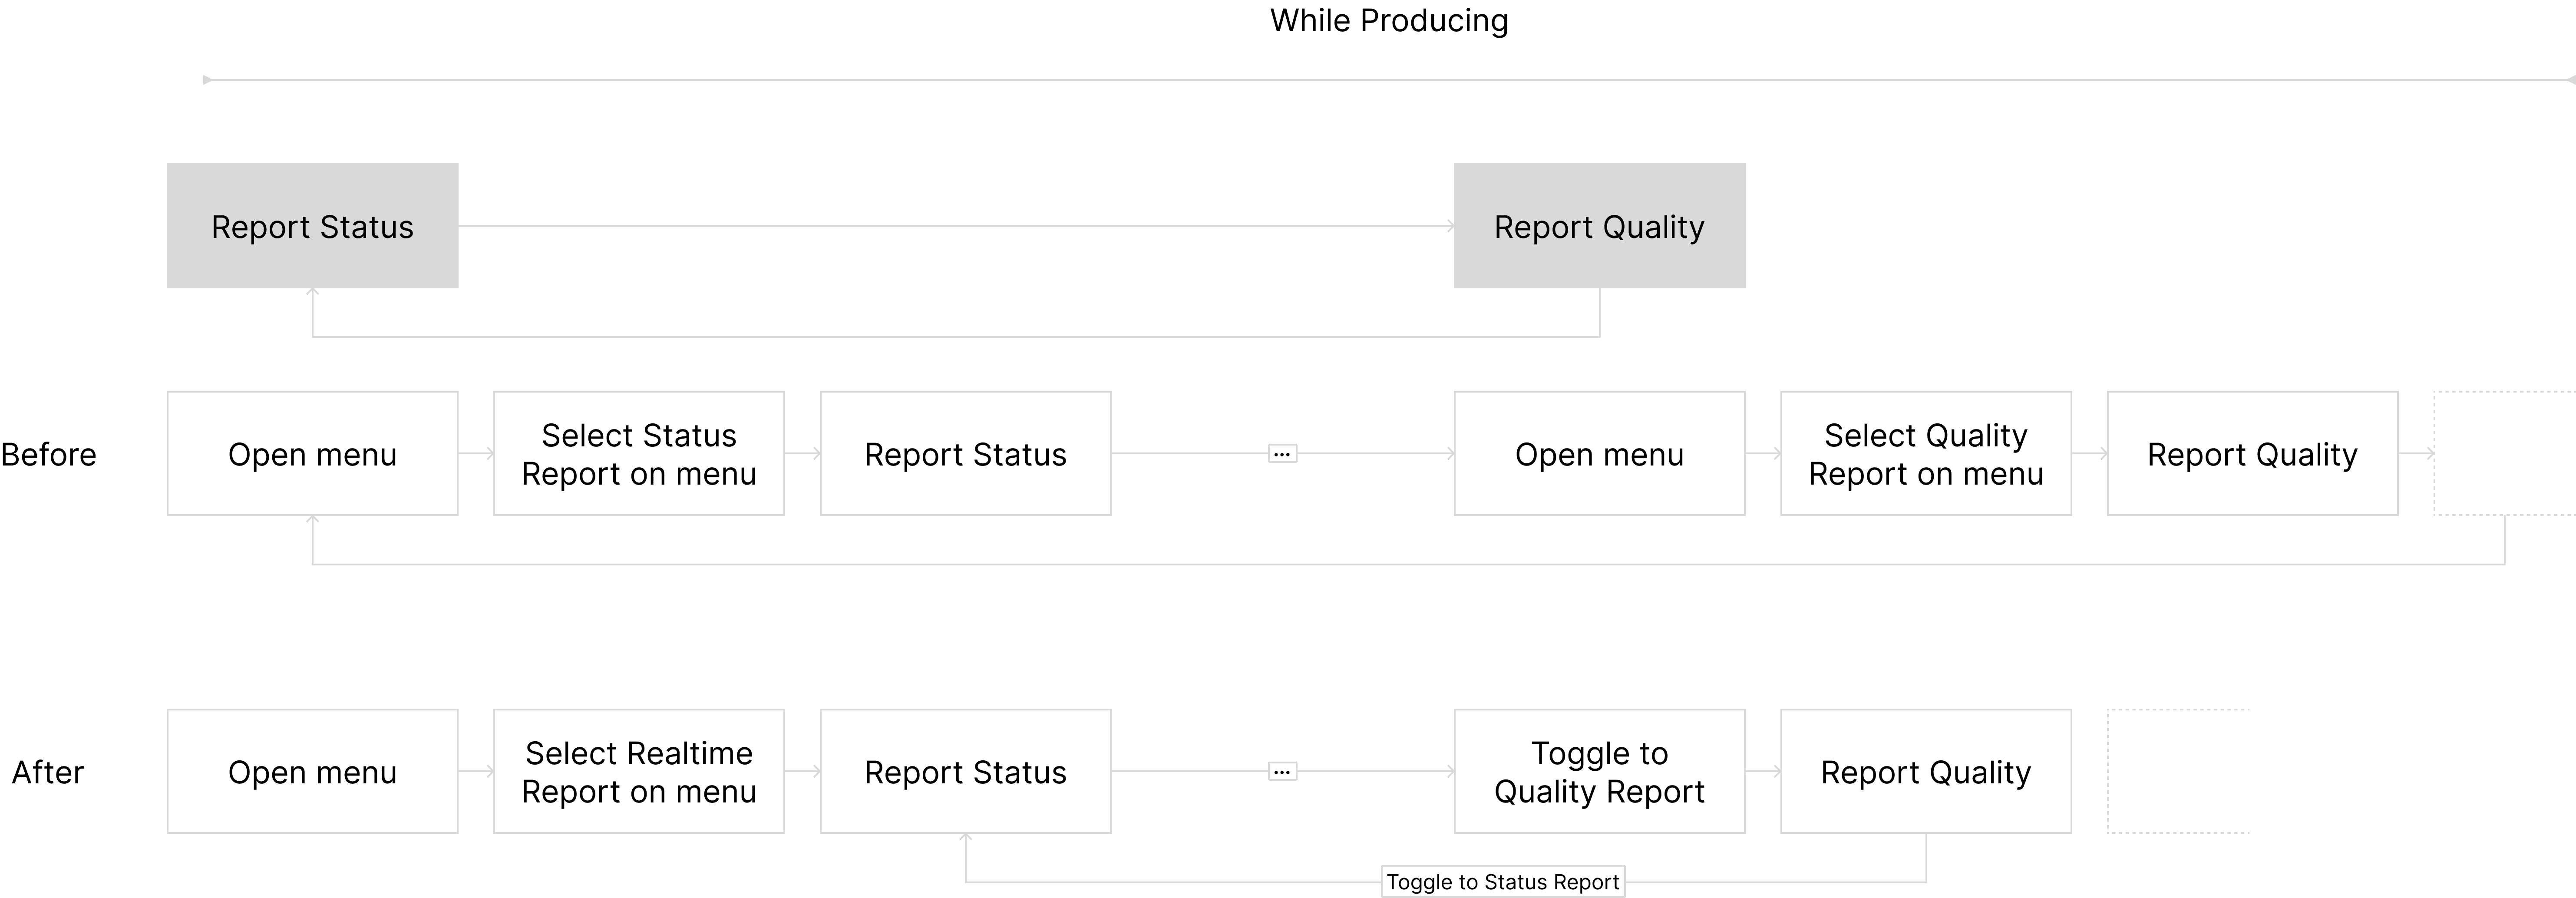 While Producing
Report Status
Report Quality
Before
Open menu
Select Status
Report on menu
Report Status
...
Open menu
Select Quality
Report on menu
Report Quality
After
Open menu
Select Realtime
Report on menu
Report Status
...
Toggle to
Quality Report
Report Quality
Toggle to Status Report